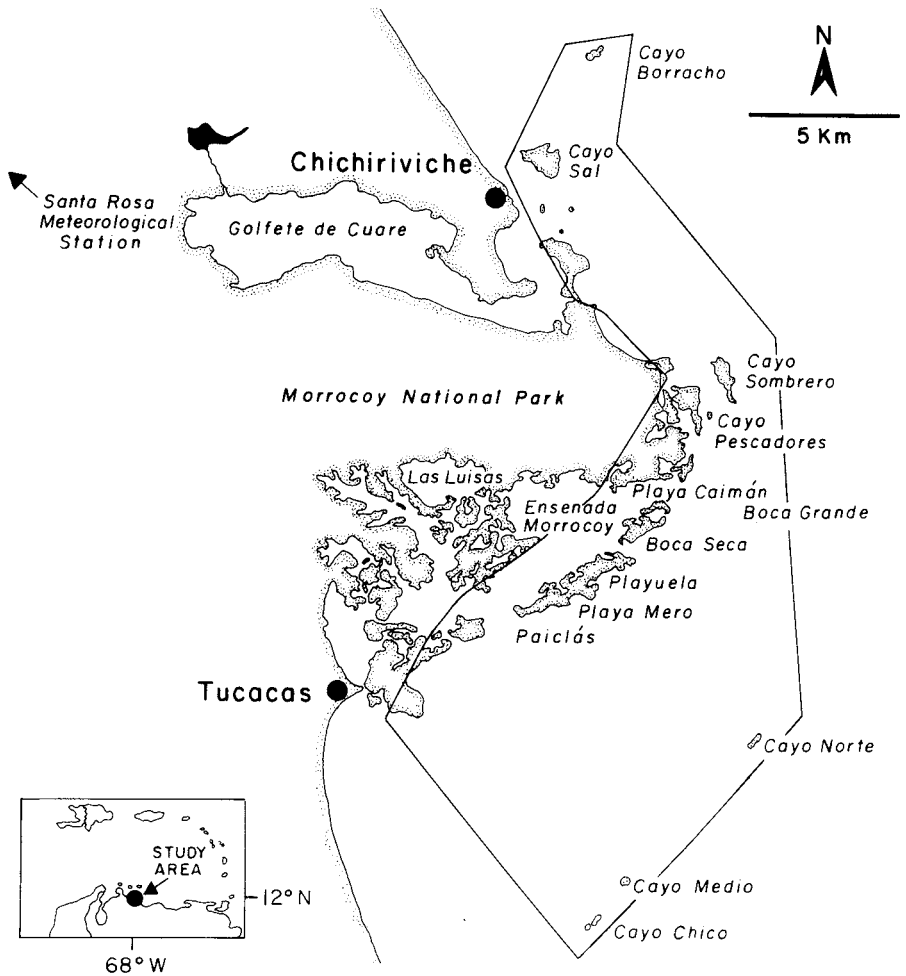 Cayo
Borracho
N
5 Km
Chichiriviche
Cayo
Sal
Santa Rosa
Meteorological
Station
Golfete de Cuare
Cayo
Sombrero
Morrocoy National Park
Cayo
Pescadores
Las Luisas
Playa Caimán
Ensenada
Morrocoy
Boca Grande
Boca Seca
Playuela
Playa Mero
Paiclás
Tucacas
Cayo Norte
STUDY
AREA
12°N
Cayo Medio
Cayo Chico
68°W